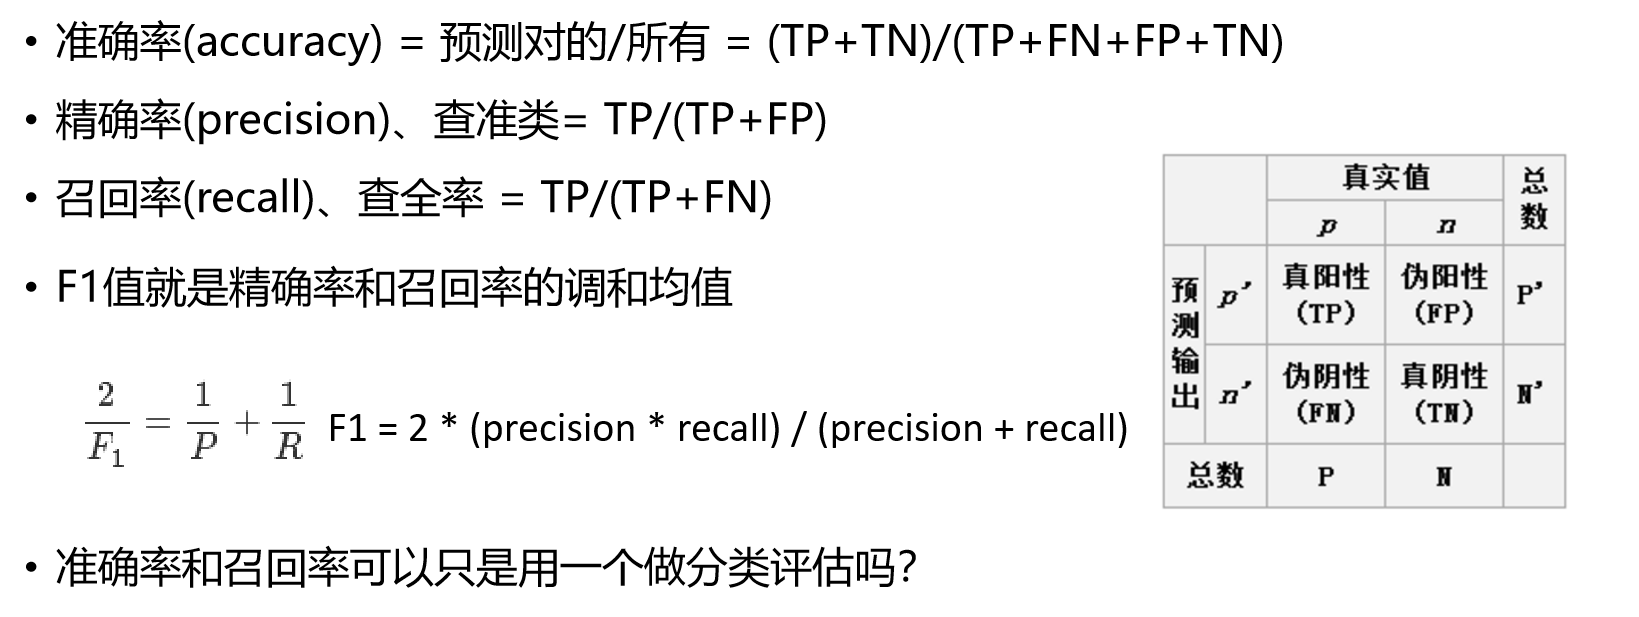 • 准确率(accuracy) = 预测对的/所有 = (TP+TN)/(TP+FN+FP+TN)
• 精确率(precision)、查准类= TP/(TP+FP)
• 召回率(recall)、查全率 = TP/(TP+FN)
• F1值就是精确率和召回率的调和均值
2/F₁ = 1/P + 1/R F1 = 2 * (precision * recall) / (precision + recall)
• 准确率和召回率可以只是用一个做分类评估吗？
真实值 总数
p n
预测输出
p’ 真阳性 (TP) 伪阳性 (FP) P’
n’ 伪阴性 (FN) 真阴性 (TN) N’
总数 P N